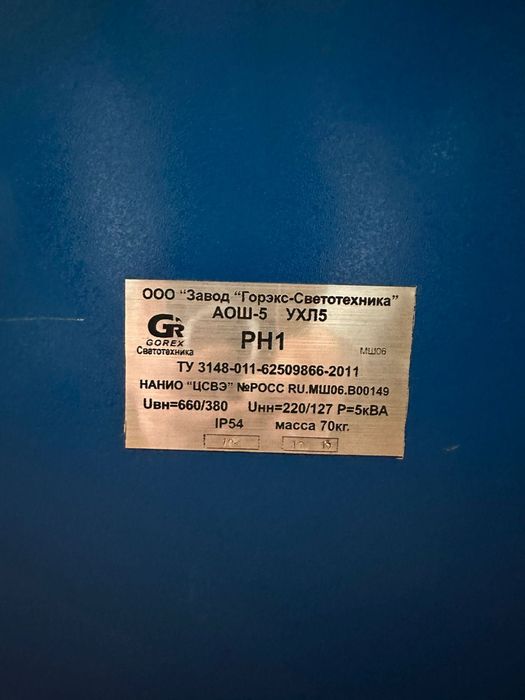 ООО "Завод "Горэкс-Светотехника"
АОШ-5 УХЛ5
GR
GOREX
Светотехника
РН1
МШ06
ТУ 3148-011-62509866-2011
НАНИО "ЦСВЭ" №РОСС RU.МШ06.В00149
Uвн=660/380 Uнн=220/127 Р=5кВА
IP54 масса 70кг.